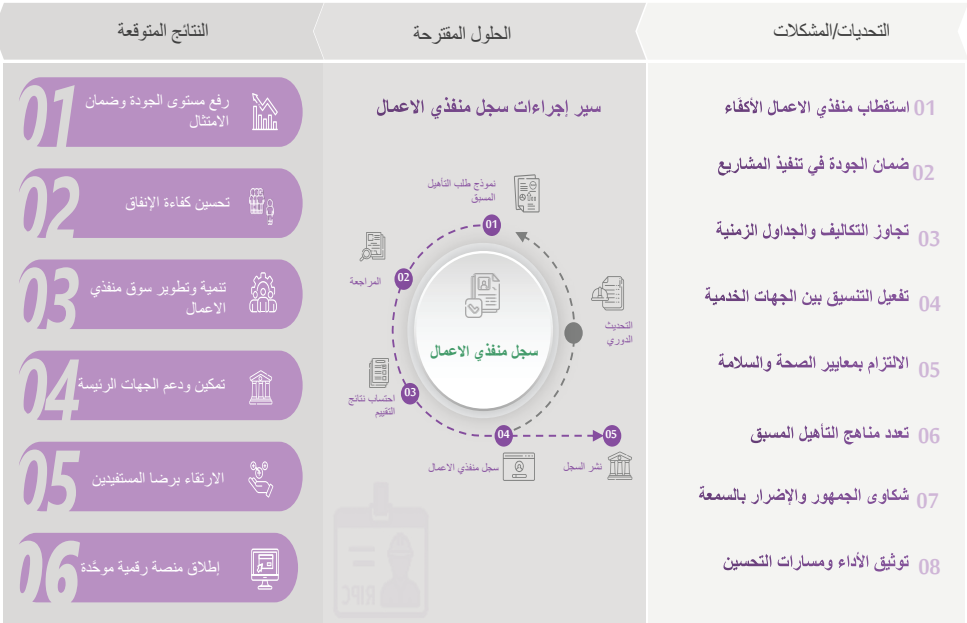 التحديات/المشكلات
01 استقطاب منفذي الاعمال الأكفاء
02 ضمان الجودة في تنفيذ المشاريع
03 تجاوز التكاليف والجداول الزمنية
04 تفعيل التنسيق بين الجهات الخدمية
05 الالتزام بمعايير الصحة والسلامة
06 تعدد مناهج التأهيل المسبق
07 شكاوى الجمهور والإضرار بالسمعة
08 توثيق الأداء ومسارات التحسين
الحلول المقترحة
سير إجراءات سجل منفذي الاعمال
نموذج طلب التأهيل
المسبق
01
المراجعة
02
احتساب نتائج
التقييم
03
سجل منفذي الاعمال
04
نشر السجل
05
التحديث
الدوري
سجل منفذي الاعمال
RIPC
النتائج المتوقعة
01
رفع مستوى الجودة وضمان
الامتثال
02
تحسين كفاءة الإنفاق
03
تنمية وتطوير سوق منفذي
الاعمال
04
تمكين ودعم الجهات الرئيسة
05
الارتقاء برضا المستفيدين
06
إطلاق منصة رقمية موحّدة